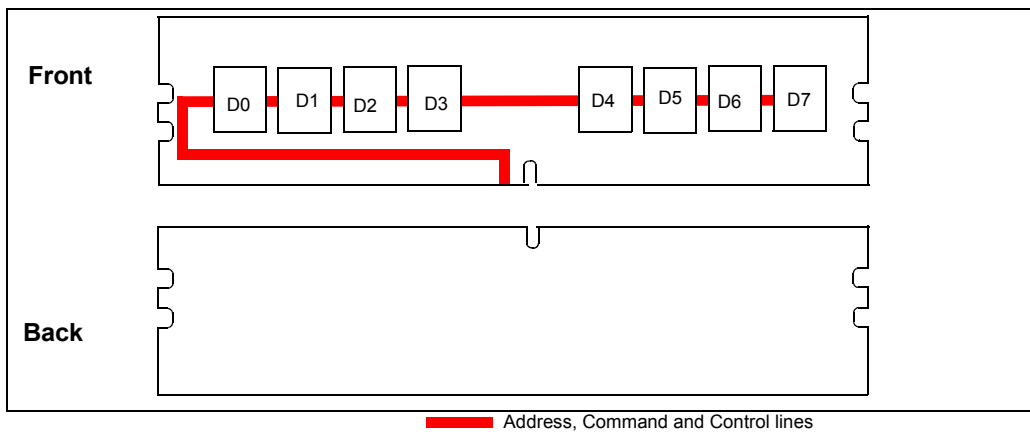 Front
D0 D1 D2 D3 D4 D5 D6 D7
Back
Address, Command and Control lines